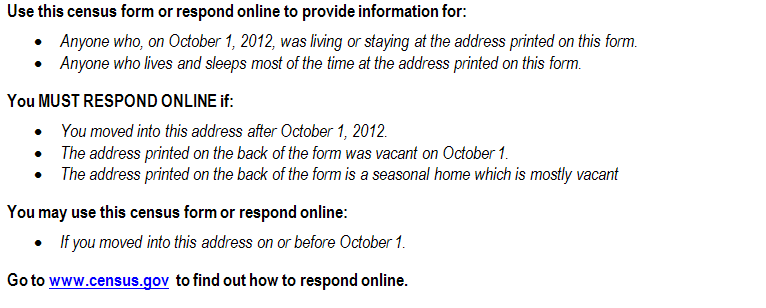 Use this census form or respond online to provide information for:
• Anyone who, on October 1, 2012, was living or staying at the address printed on this form.
• Anyone who lives and sleeps most of the time at the address printed on this form.
You MUST RESPOND ONLINE if:
• You moved into this address after October 1, 2012.
• The address printed on the back of the form was vacant on October 1.
• The address printed on the back of the form is a seasonal home which is mostly vacant
You may use this census form or respond online:
• If you moved into this address on or before October 1.
Go to www.census.gov to find out how to respond online.